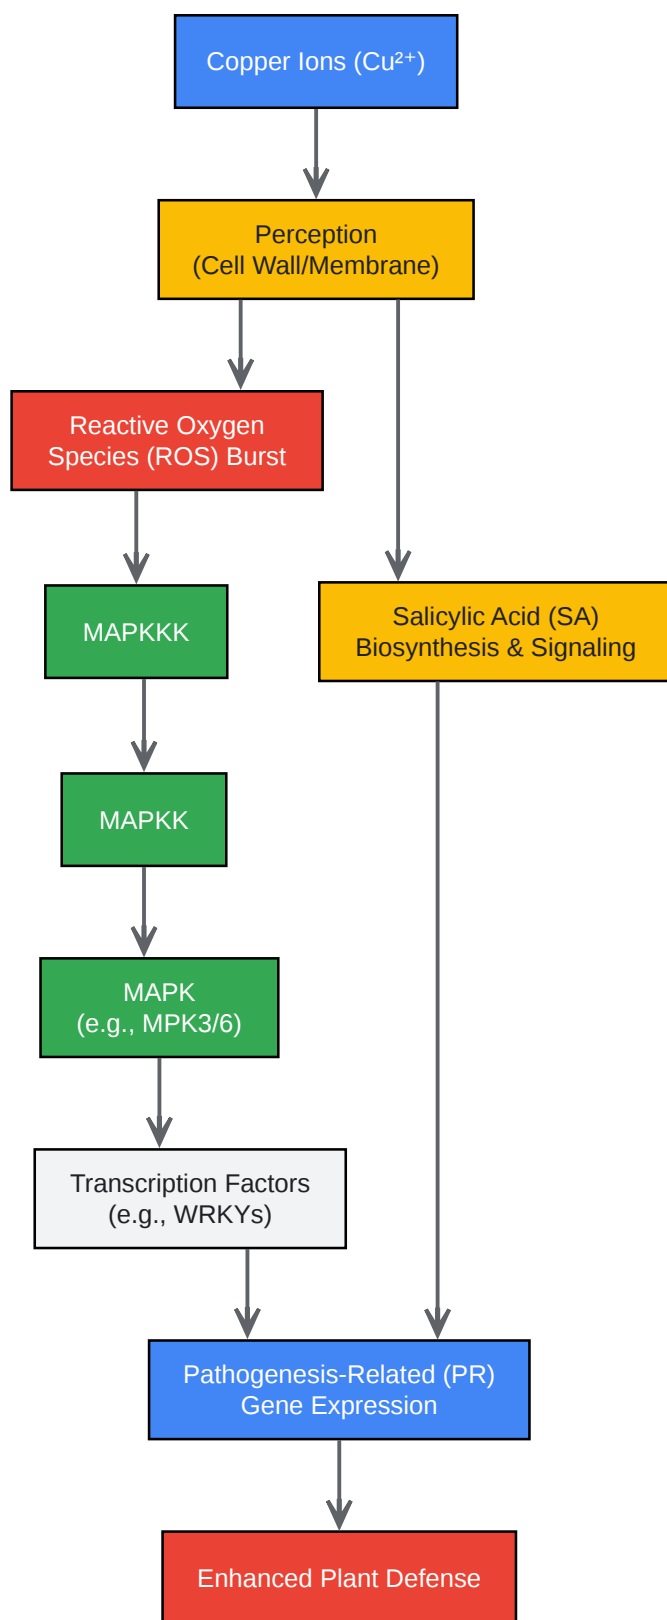 Copper Ions (Cu²⁺)
Perception
(Cell Wall/Membrane)
Reactive Oxygen
Species (ROS) Burst
MAPKKK
Salicylic Acid (SA)
Biosynthesis & Signaling
MAPKK
MAPK
(e.g., MPK3/6)
Transcription Factors
(e.g., WRKYs)
Pathogenesis-Related (PR)
Gene Expression
Enhanced Plant Defense